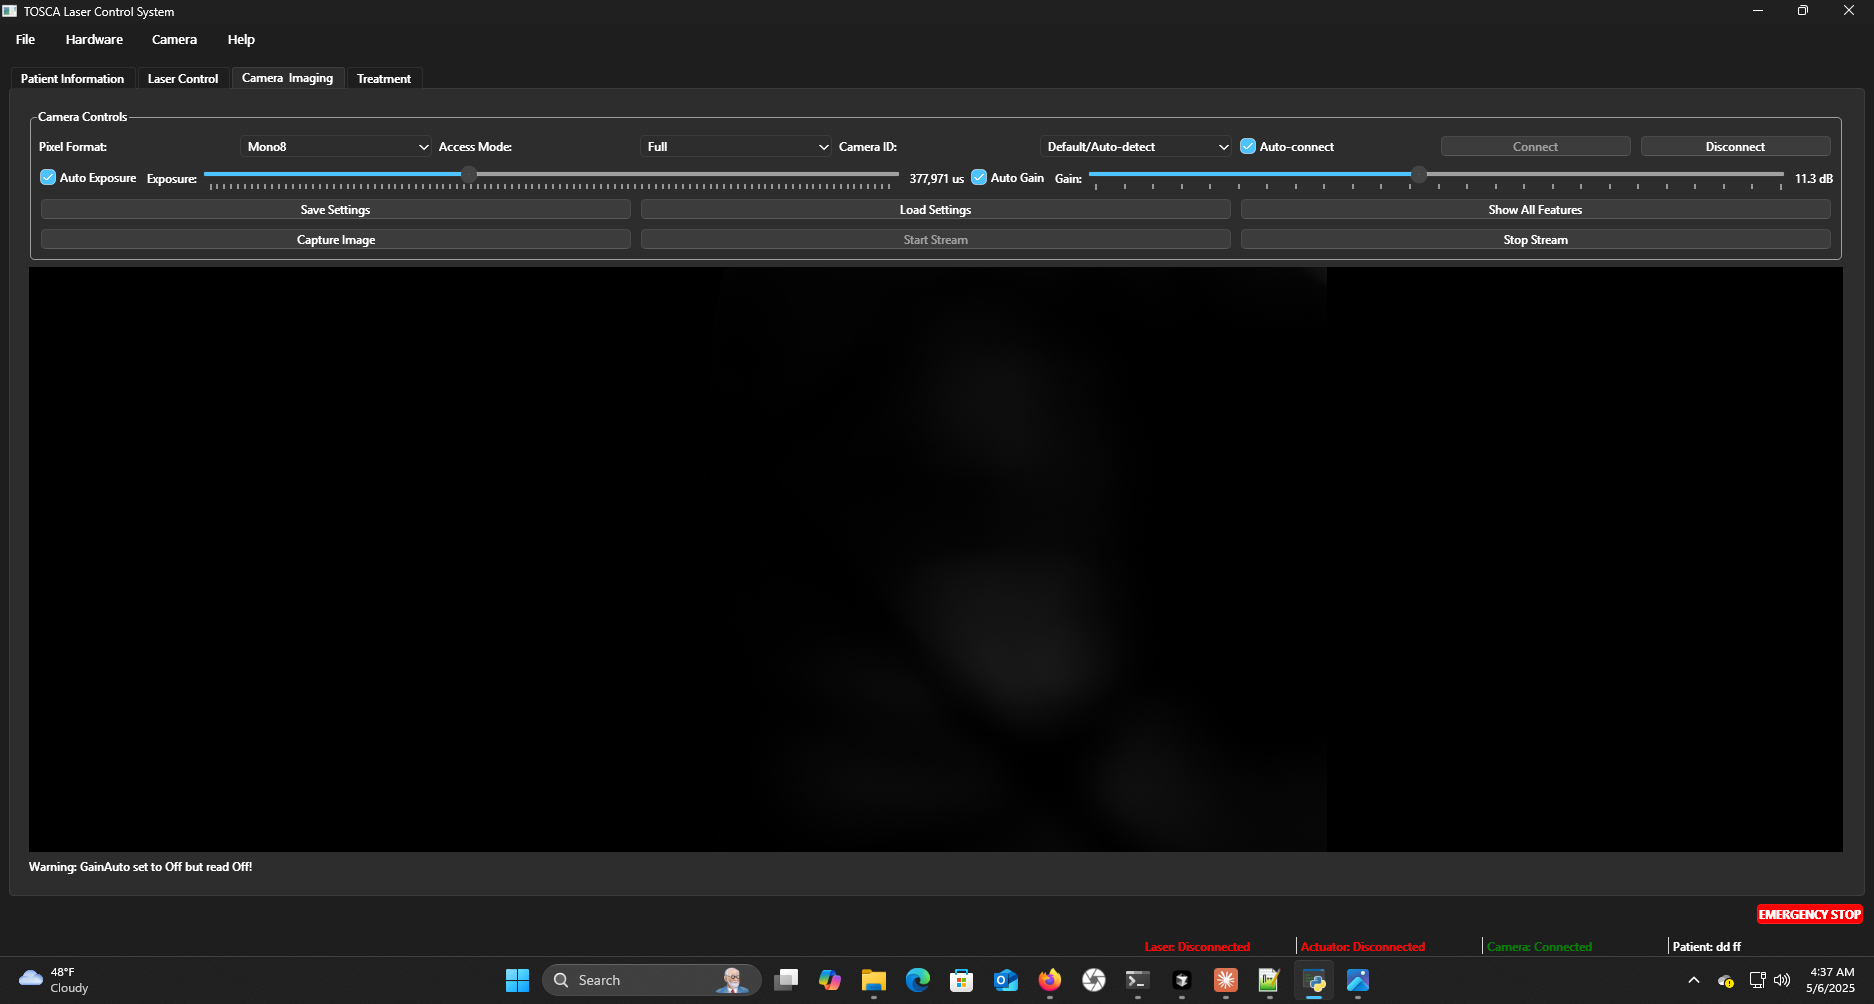 TOSCA Laser Control System
File Hardware Camera Help
Patient Information Laser Control Camera Imaging Treatment
Camera Controls
Pixel Format: Mono8 Access Mode: Full Camera ID: Default/Auto-detect Auto-connect Connect Disconnect
Auto Exposure Exposure: 377,971 us Auto Gain Gain: 11.3 dB
Save Settings Load Settings Show All Features
Capture Image Start Stream Stop Stream
Warning: GainAuto set to Off but read Off!
EMERGENCY STOP
Laser: Disconnected Actuator: Disconnected Camera: Connected Patient: dd ff
48°F
Cloudy
Search
4:37 AM
5/6/2025